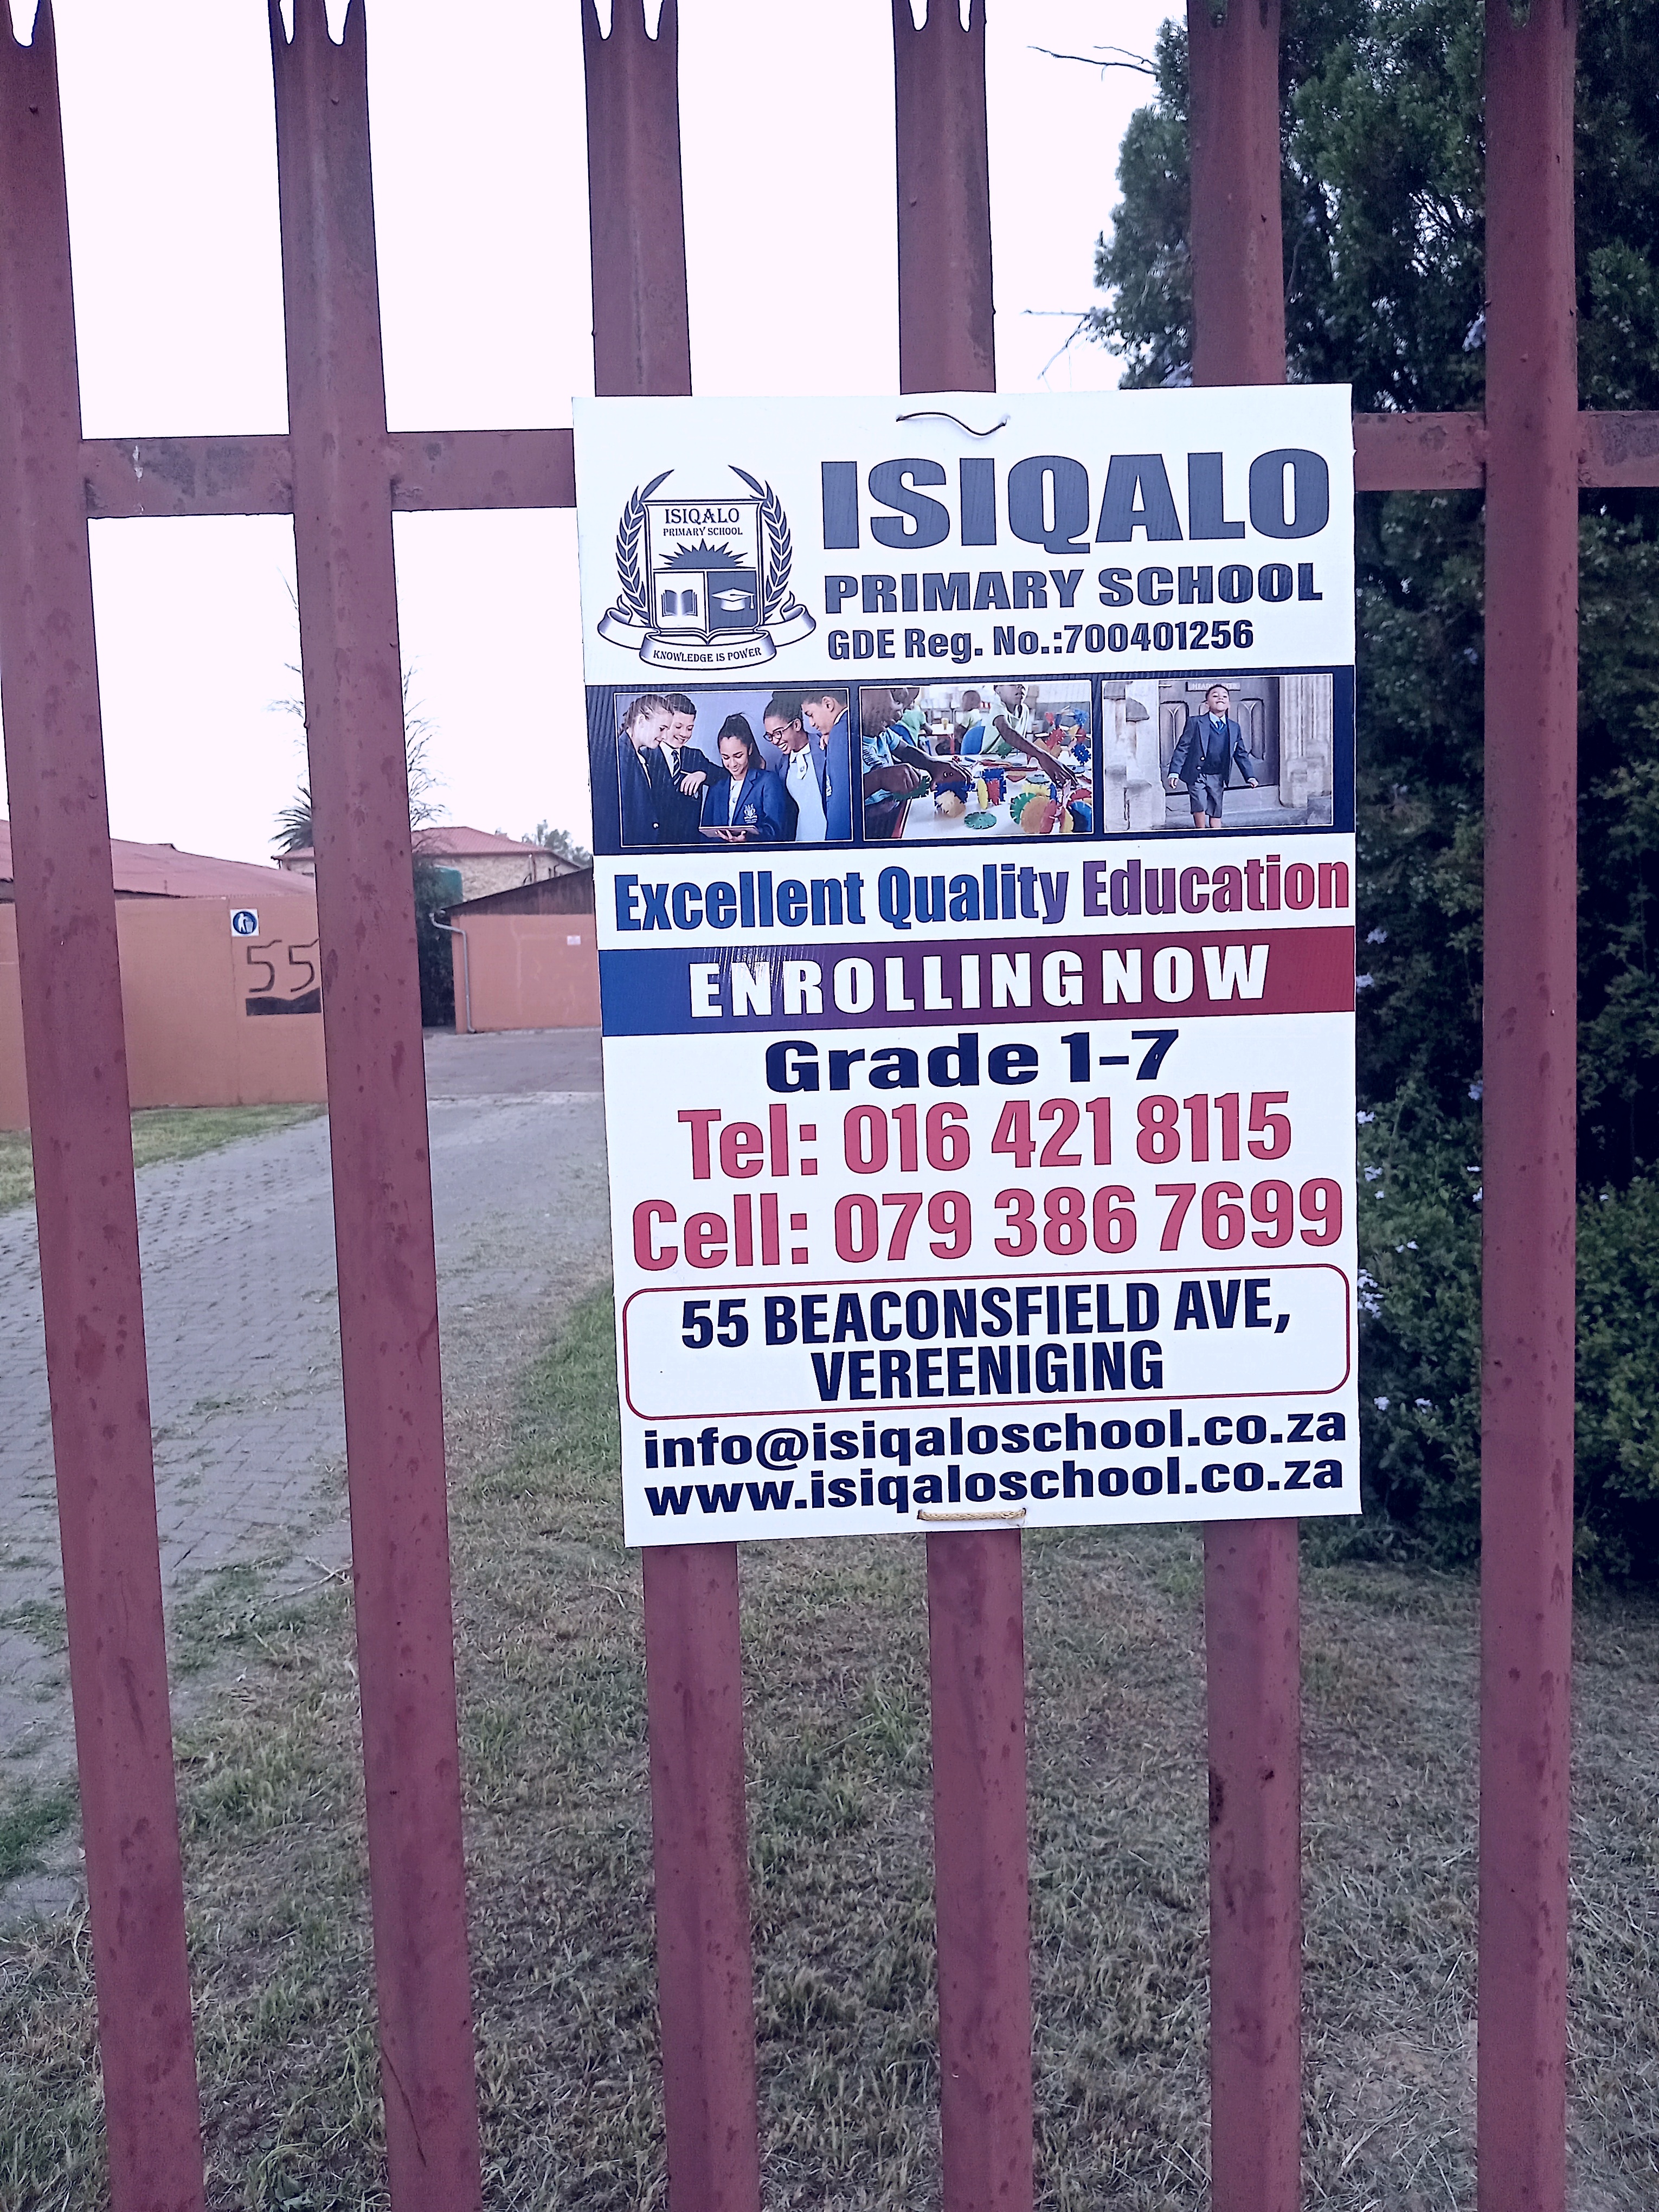 ISIQALO
PRIMARY SCHOOL
KNOWLEDGE IS POWER
ISIQALO
PRIMARY SCHOOL
GDE Reg. No.:700401256
Excellent Quality Education
ENROLLING NOW
Grade 1-7
Tel: 016 421 8115
Cell: 079 386 7699
55 BEACONSFIELD AVE,
VEREENIGING
info@isiqaloschool.co.za
www.isiqaloschool.co.za
55